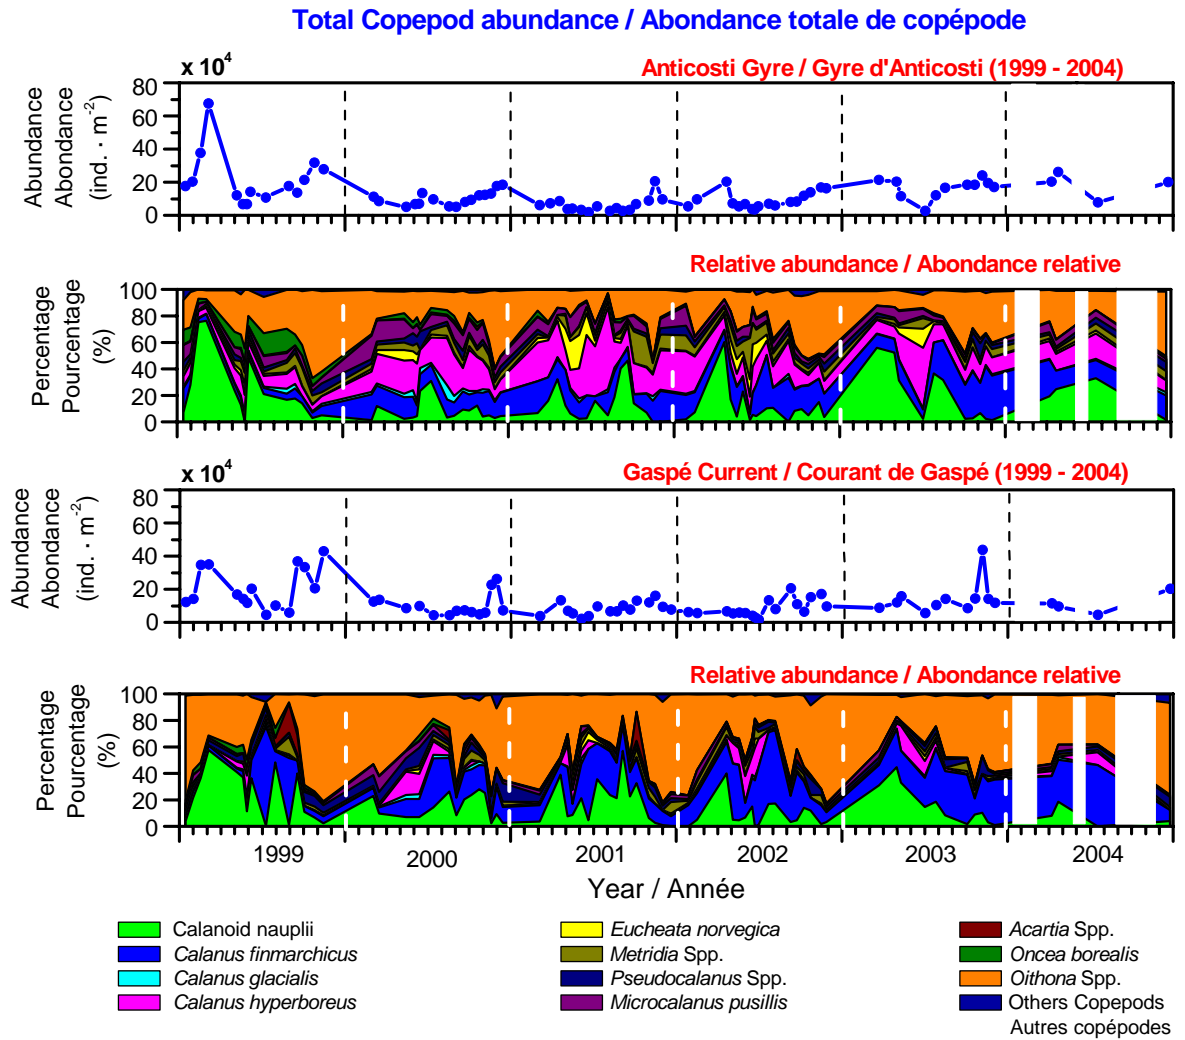 Total Copepod abundance / Abondance totale de copépode
x 10⁴
Anticosti Gyre / Gyre d'Anticosti (1999 - 2004)
Abundance
Abondance
(ind. · m⁻²)
80
60
40
20
0
Relative abundance / Abondance relative
Percentage
Pourcentage
(%)
100
80
60
40
20
0
x 10⁴
Gaspé Current / Courant de Gaspé (1999 - 2004)
Abundance
Abondance
(ind. · m⁻²)
80
60
40
20
0
Relative abundance / Abondance relative
Percentage
Pourcentage
(%)
100
80
60
40
20
0
1999 2000 2001 2002 2003 2004
Year / Année
Calanoid nauplii
Calanus finmarchicus
Calanus glacialis
Calanus hyperboreus
Eucheata norvegica
Metridia Spp.
Pseudocalanus Spp.
Microcalanus pusillis
Acartia Spp.
Oncea borealis
Oithona Spp.
Others Copepods
Autres copépodes